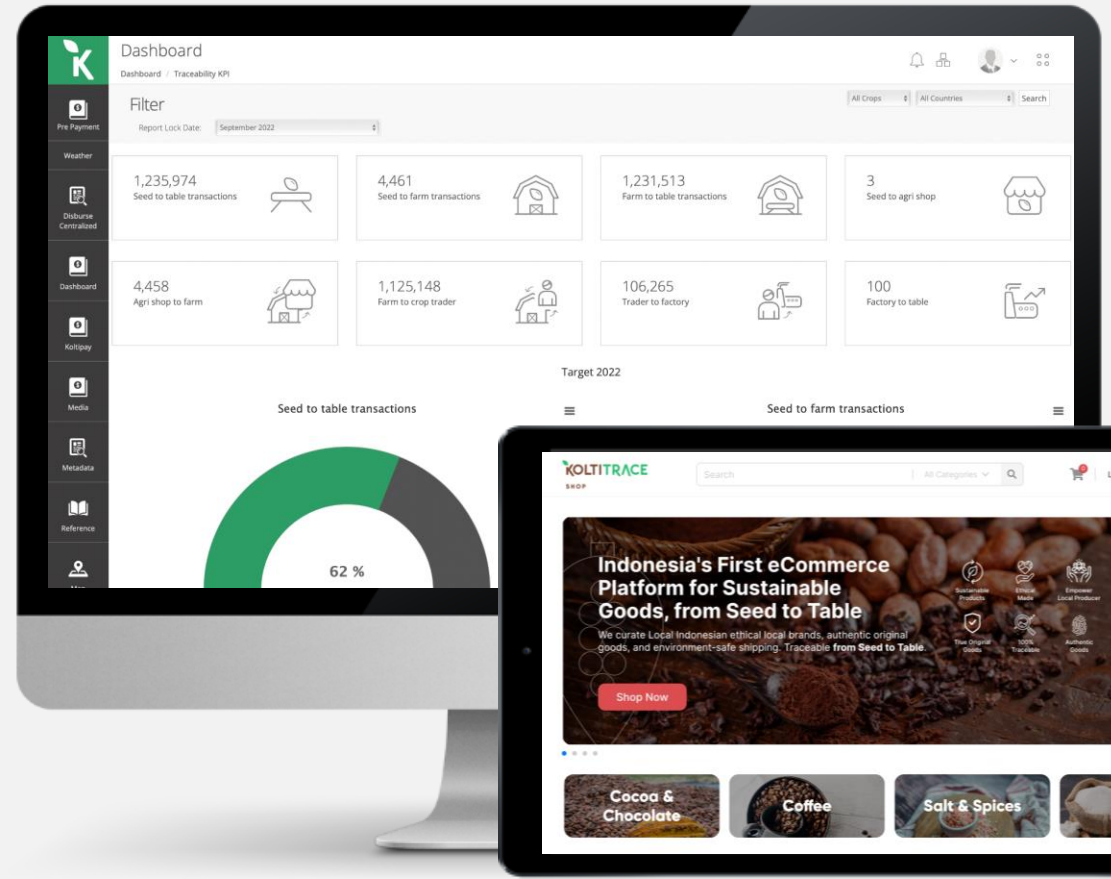 Dashboard
Dashboard / Traceability KPI
Filter
All Crops
All Countries
Search
Report Lock Date:
September 2022
Pre Payment
Weather
Disburse
Centralized
Dashboard
Koltipay
Media
Metadata
Reference
1,235,974
Seed to table transactions
4,461
Seed to farm transactions
1,231,513
Farm to table transactions
3
Seed to agri shop
4,458
Agri shop to farm
1,125,148
Farm to crop trader
106,265
Trader to factory
100
Factory to table
Target 2022
Seed to table transactions
Seed to farm transactions
62 %
KOLTITRACE
SHOP
Search
All Categories
Indonesia's First eCommerce
Platform for Sustainable
Goods, from Seed to Table
We curate Local Indonesian ethical local brands, authentic original
goods, and environment-safe shipping. Traceable from Seed to Table.
Shop Now
Sustainable
Products
Ethical
Made
Empower
Local Producer
True Original
Goods
100%
Traceable
Authentic
Goods
Cocoa &
Chocolate
Coffee
Salt & Spices